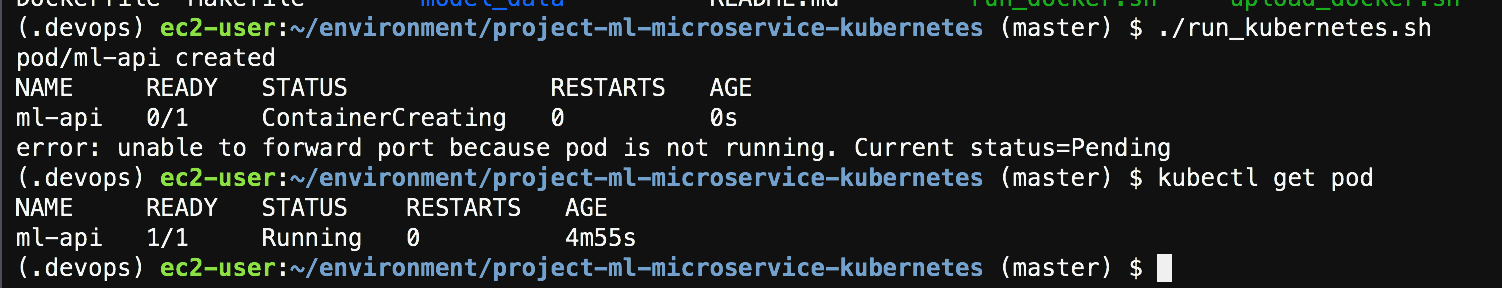 Dockerfile Makefile model_data README.md run_docker.sh upload_docker.sh
(.devops) ec2-user:~/environment/project-ml-microservice-kubernetes (master) $ ./run_kubernetes.sh
pod/ml-api created
NAME READY STATUS RESTARTS AGE
ml-api 0/1 ContainerCreating 0 0s
error: unable to forward port because pod is not running. Current status=Pending
(.devops) ec2-user:~/environment/project-ml-microservice-kubernetes (master) $ kubectl get pod
NAME READY STATUS RESTARTS AGE
ml-api 1/1 Running 0 4m55s
(.devops) ec2-user:~/environment/project-ml-microservice-kubernetes (master) $